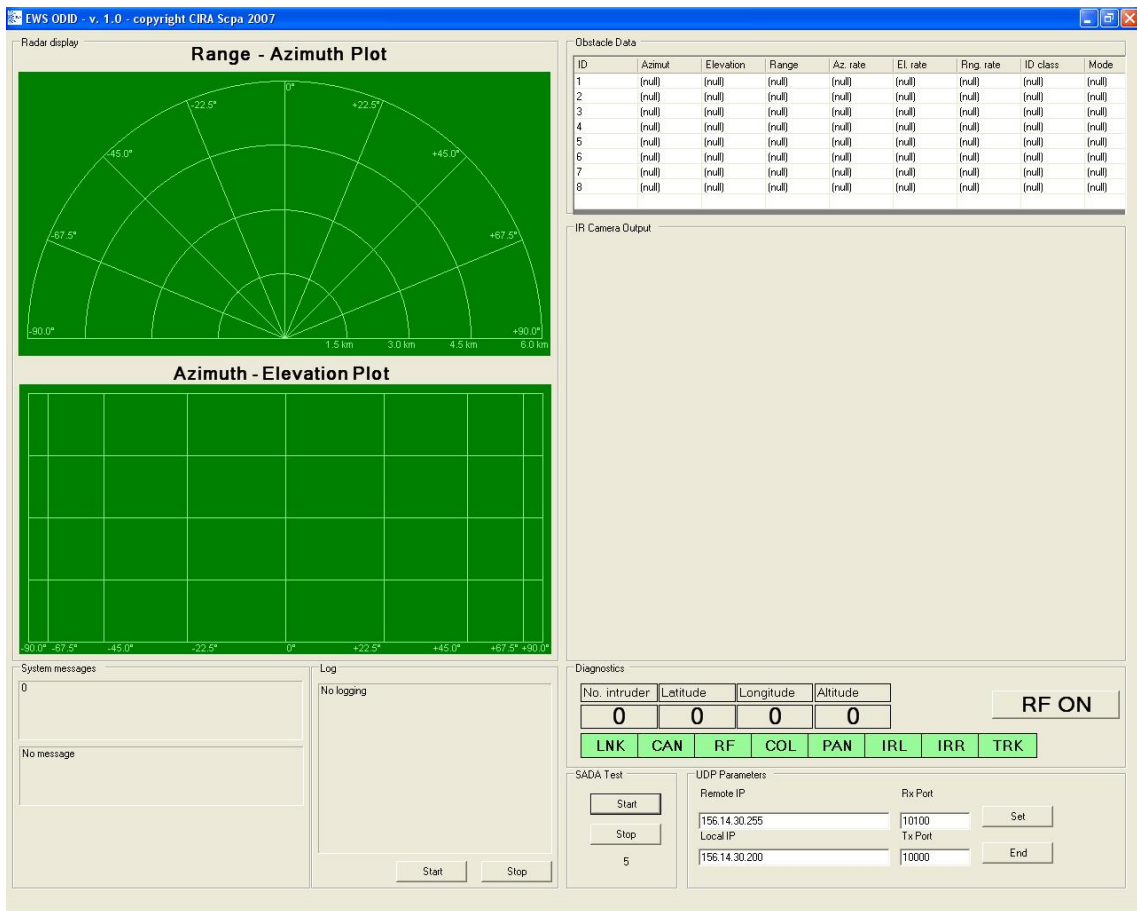 EWS ODID - v. 1.0 - copyright CIRA Scpa 2007
Radar display
Range - Azimuth Plot
0°
-22.5° +22.5°
-45.0° +45.0°
-67.5° +67.5°
-90.0° +90.0°
1.5 km 3.0 km 4.5 km 6.0 km
Azimuth - Elevation Plot
-90.0° -67.5° -45.0° -22.5° 0° +22.5° +45.0° +67.5° +90.0°
System messages
0
No message
Log
No logging
Start Stop
Obstacle Data
ID Azimut Elevation Range Az. rate El. rate Rng. rate ID class Mode
1 (null) (null) (null) (null) (null) (null) (null) (null)
2 (null) (null) (null) (null) (null) (null) (null) (null)
3 (null) (null) (null) (null) (null) (null) (null) (null)
4 (null) (null) (null) (null) (null) (null) (null) (null)
5 (null) (null) (null) (null) (null) (null) (null) (null)
6 (null) (null) (null) (null) (null) (null) (null) (null)
7 (null) (null) (null) (null) (null) (null) (null) (null)
8 (null) (null) (null) (null) (null) (null) (null) (null)
IR Camera Output
Diagnostics
No. intruder Latitude Longitude Altitude
0 0 0 0
RF ON
LNK CAN RF COL PAN IRL IRR TRK
SADA Test
Start
Stop
5
UDP Parameters
Remote IP Rx Port
156.14.30.255 10100 Set
Local IP Tx Port
156.14.30.200 10000 End